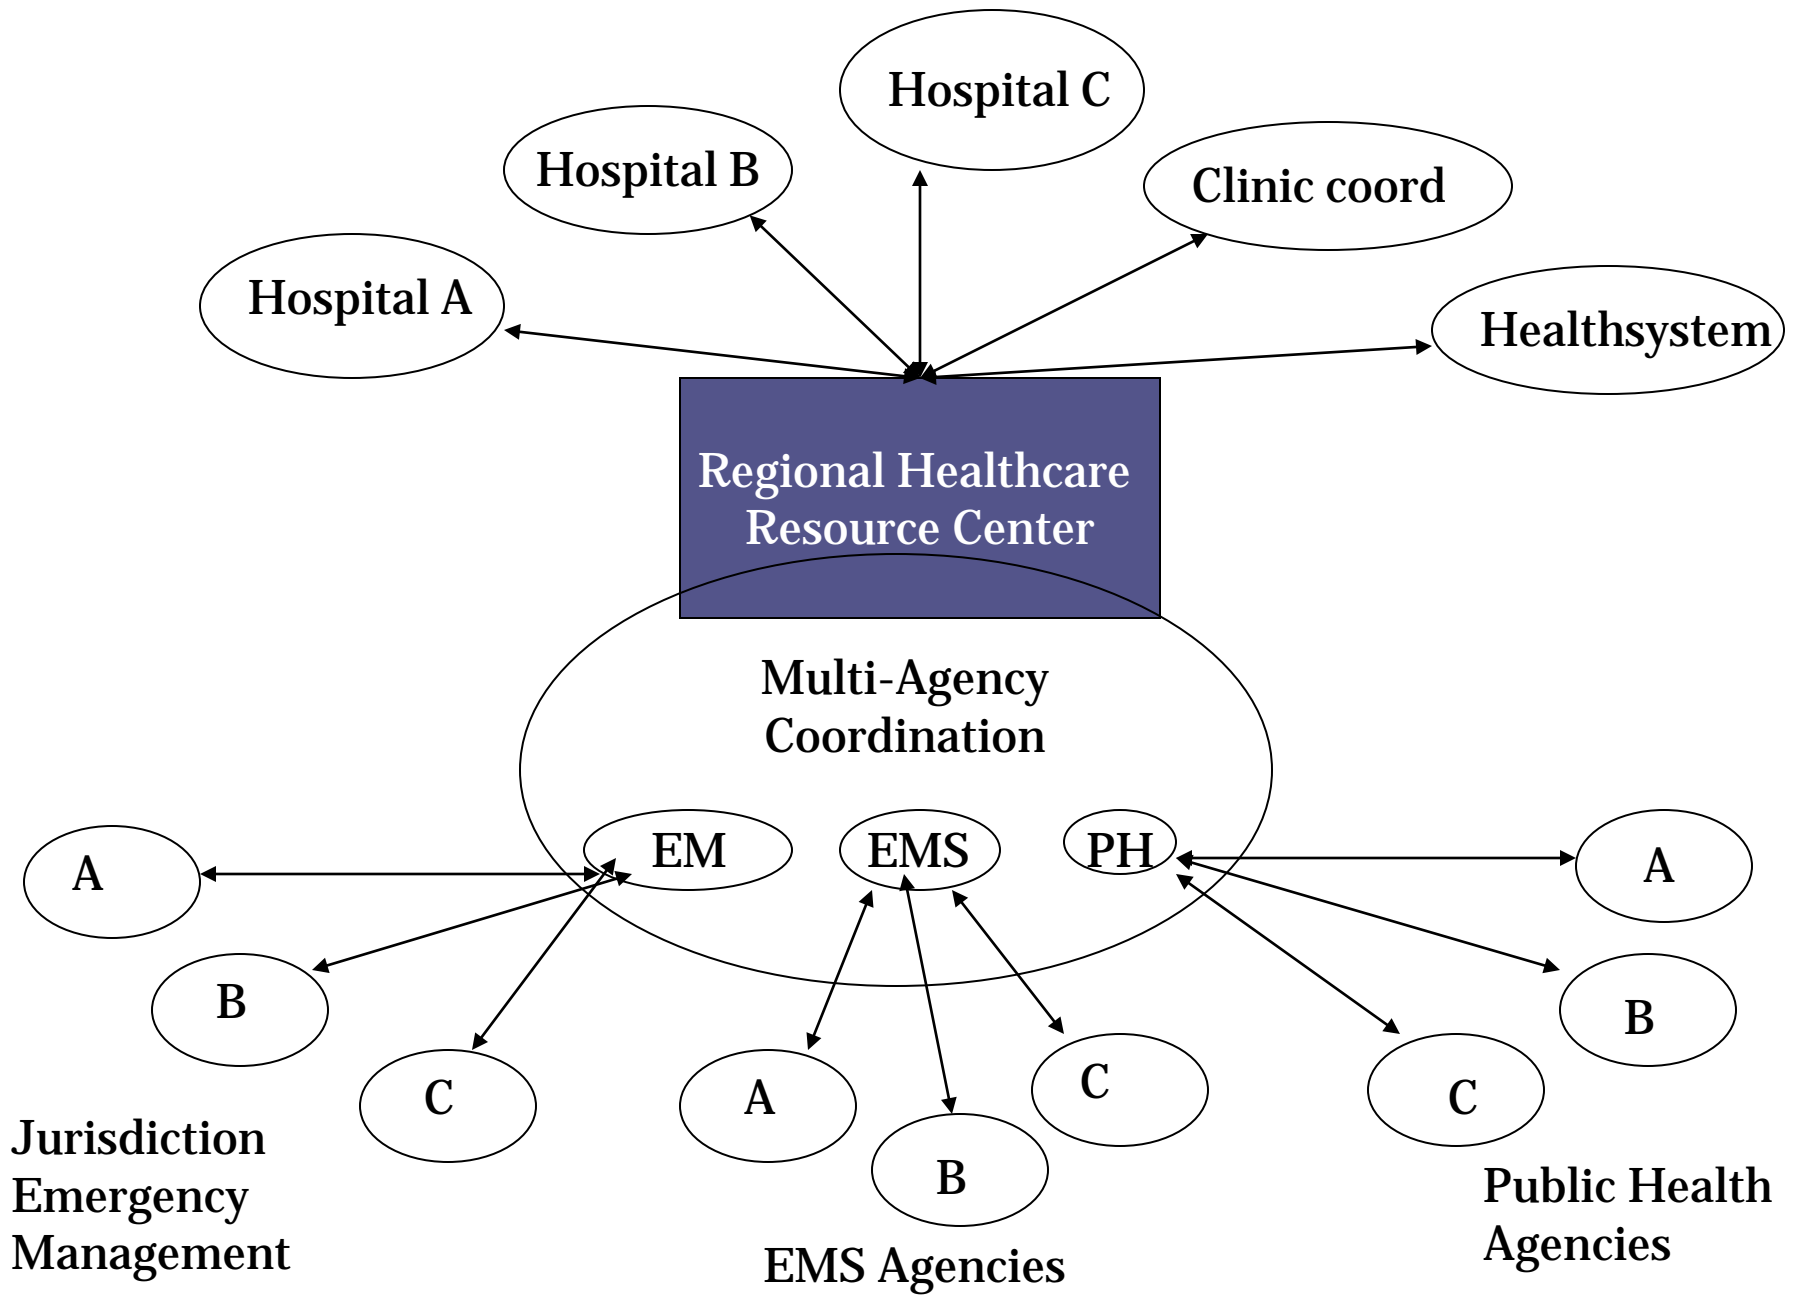 Hospital C
Hospital B
Clinic coord
Hospital A
Healthsystem
Regional Healthcare
Resource Center
Multi-Agency
Coordination
EM
EMS
PH
A
A
B
B
C
A
C
C
B
Jurisdiction
Emergency
Management
Public Health
Agencies
EMS Agencies